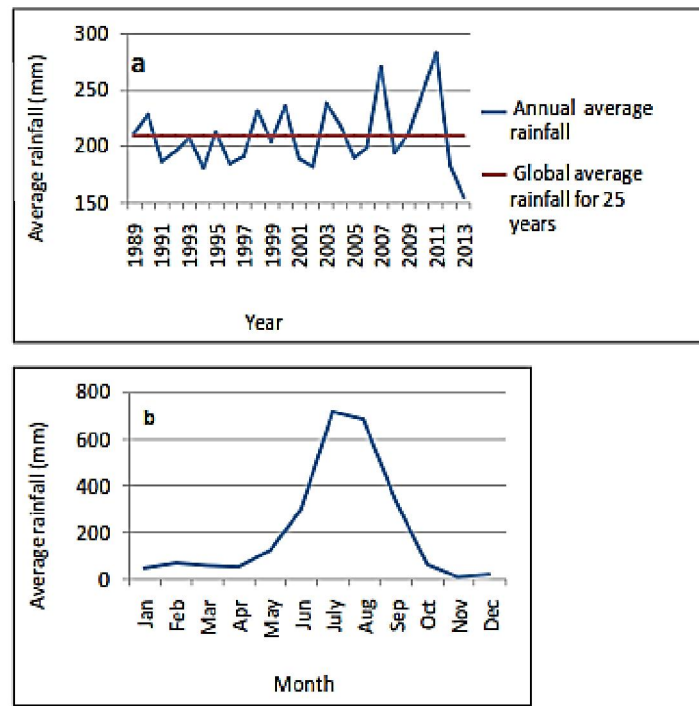 a
Average rainfall (mm)
300
250
200
150
1989
1991
1993
1995
1997
1999
2001
2003
2005
2007
2009
2011
2013
Year
Annual average
rainfall
Global average
rainfall for 25
years
b
Average rainfall (mm)
800
600
400
200
0
Jan
Feb
Mar
Apr
May
Jun
July
Aug
Sep
Oct
Nov
Dec
Month